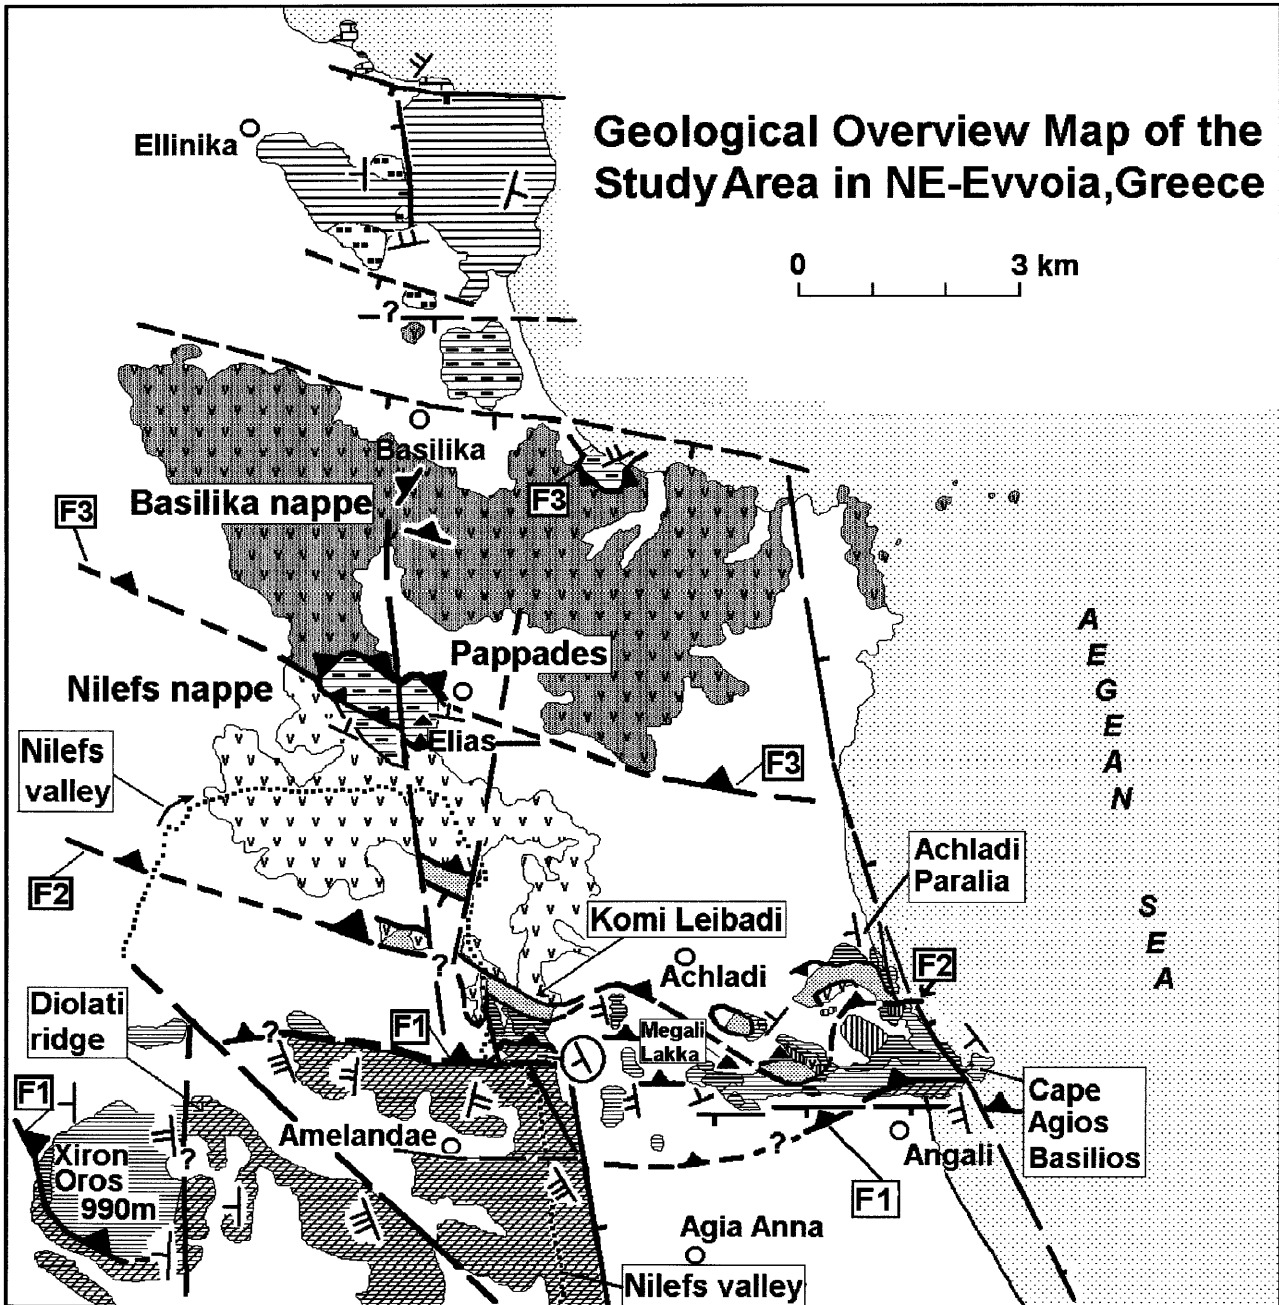 Geological Overview Map of the
Study Area in NE-Evvoia,Greece
0 3 km
Ellinika
?
Basilika
Basilika nappe
F3
F3
Pappades
Nilefs nappe
Elias
Nilefs
valley
F3
F2
Achladi
Paralia
Komi Leibadi
?
Achladi
F2
Diolati
ridge
?
F1
Megali
Lakka
F1
Cape
Agios
Basilios
Amelandae
?
?
Angali
Xiron
Oros
990m
F1
Agia Anna
Nilefs valley
A
E
G
E
A
N
S
E
A